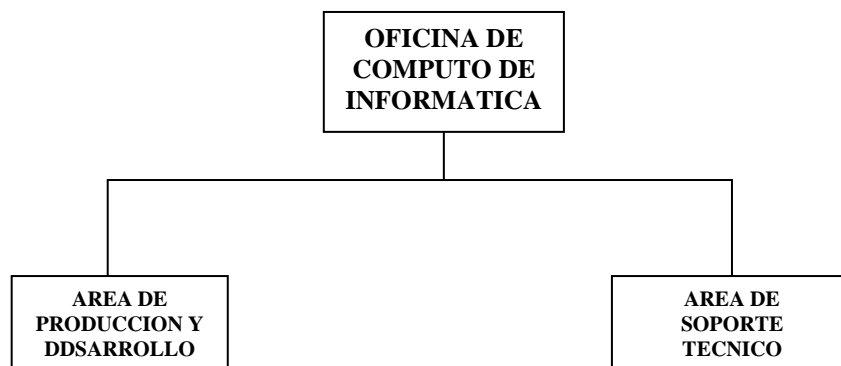 OFICINA DE
COMPUTO DE
INFORMATICA
AREA DE
PRODUCCION Y
DDSARROLLO
AREA DE
SOPORTE
TECNICO